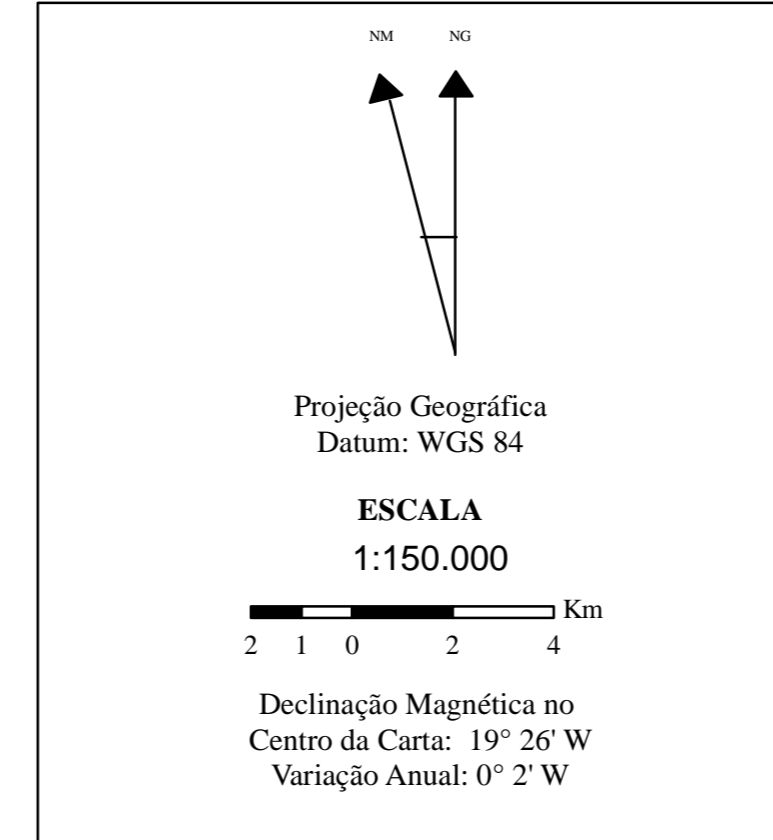 NM NG
Projeção Geográfica
Datum: WGS 84
ESCALA
1:150.000
Km
2 1 0 2 4
Declinação Magnética no
Centro da Carta: 19° 26' W
Variação Anual: 0° 2' W